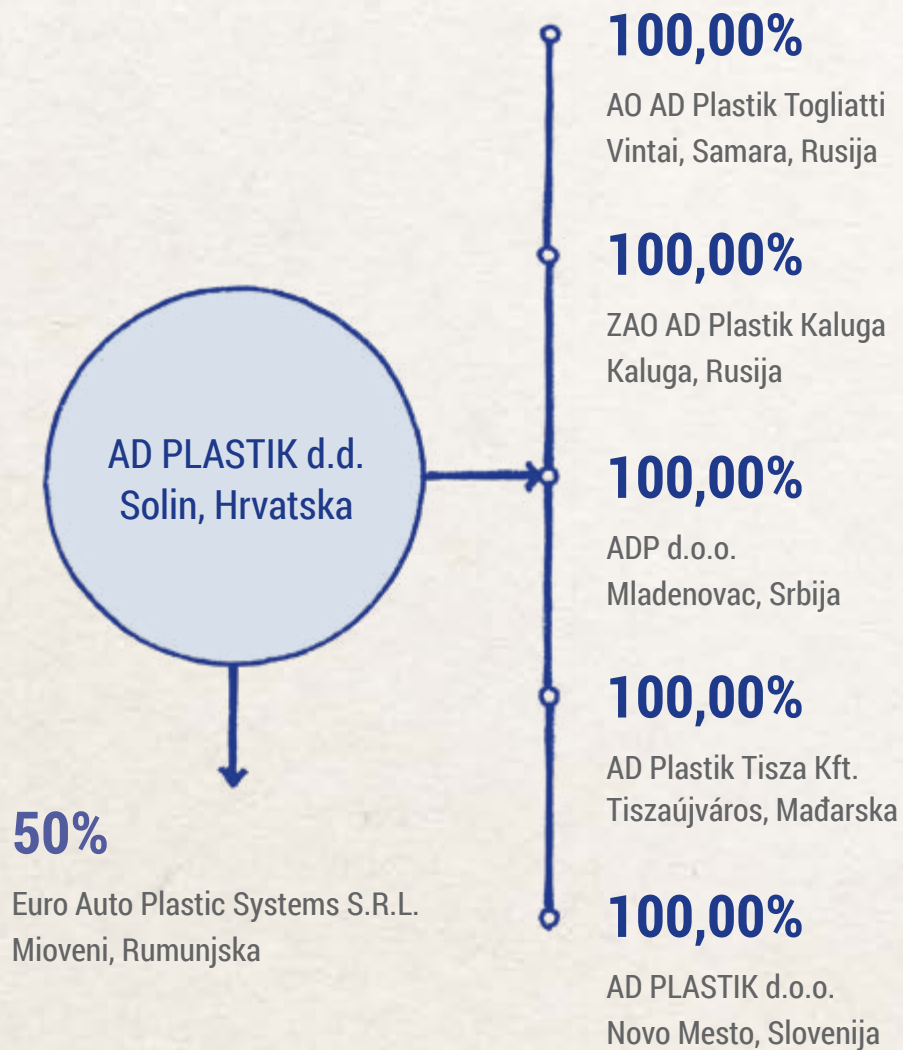 100,00%
AO AD Plastik Togliatti
Vintai, Samara, Rusija
100,00%
ZAO AD Plastik Kaluga
Kaluga, Rusija
AD PLASTIK d.d.
Solin, Hrvatska
100,00%
ADP d.o.o.
Mladenovac, Srbija
100,00%
AD Plastik Tisza Kft.
Tiszaújváros, Mađarska
50%
Euro Auto Plastic Systems S.R.L.
Mioveni, Rumunjska
100,00%
AD PLASTIK d.o.o.
Novo Mesto, Slovenija